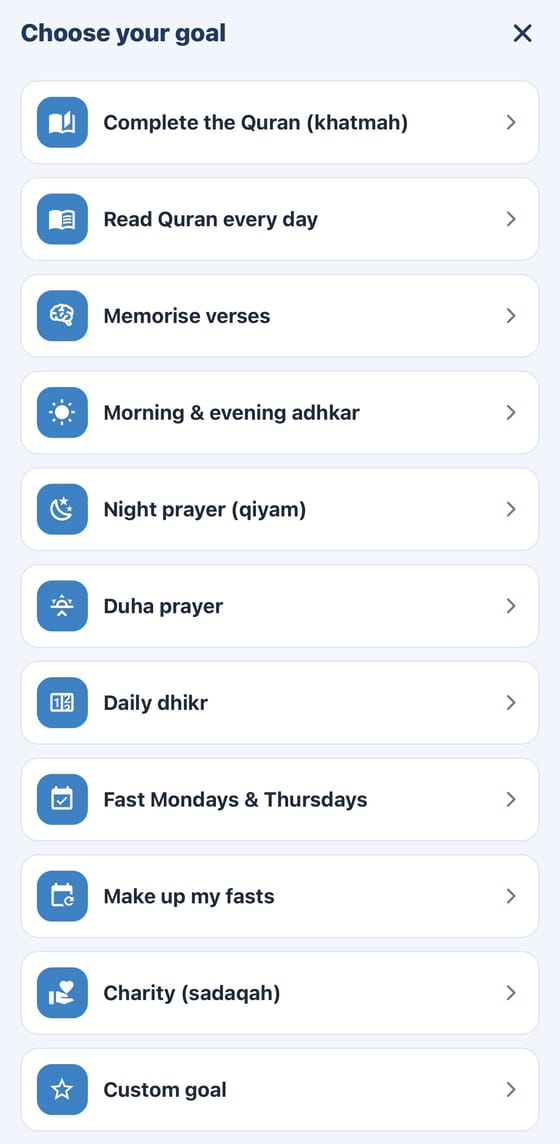 Choose your goal
Complete the Quran (khatmah)
Read Quran every day
Memorise verses
Morning & evening adhkar
Night prayer (qiyam)
Duha prayer
Daily dhikr
Fast Mondays & Thursdays
Make up my fasts
Charity (sadaqah)
Custom goal